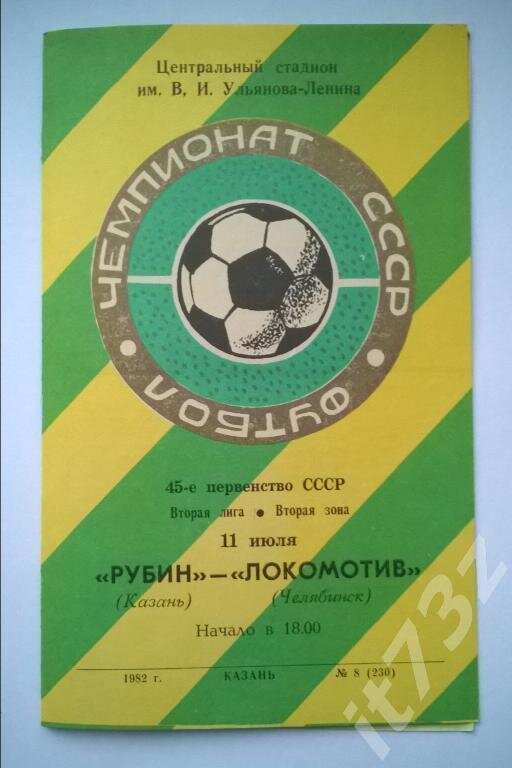 Центральный стадион
им. В. И. Ульянова-Ленина
ЧЕМПИОНАТ СССР
ФУТБОЛ
45-е первенство СССР
Вторая лига ● Вторая зона
11 июля
«РУБИН»—«ЛОКОМОТИВ»
(Казань) (Челябинск)
Начало в 18.00
1982 г. КАЗАНЬ № 8 (230)
it73z